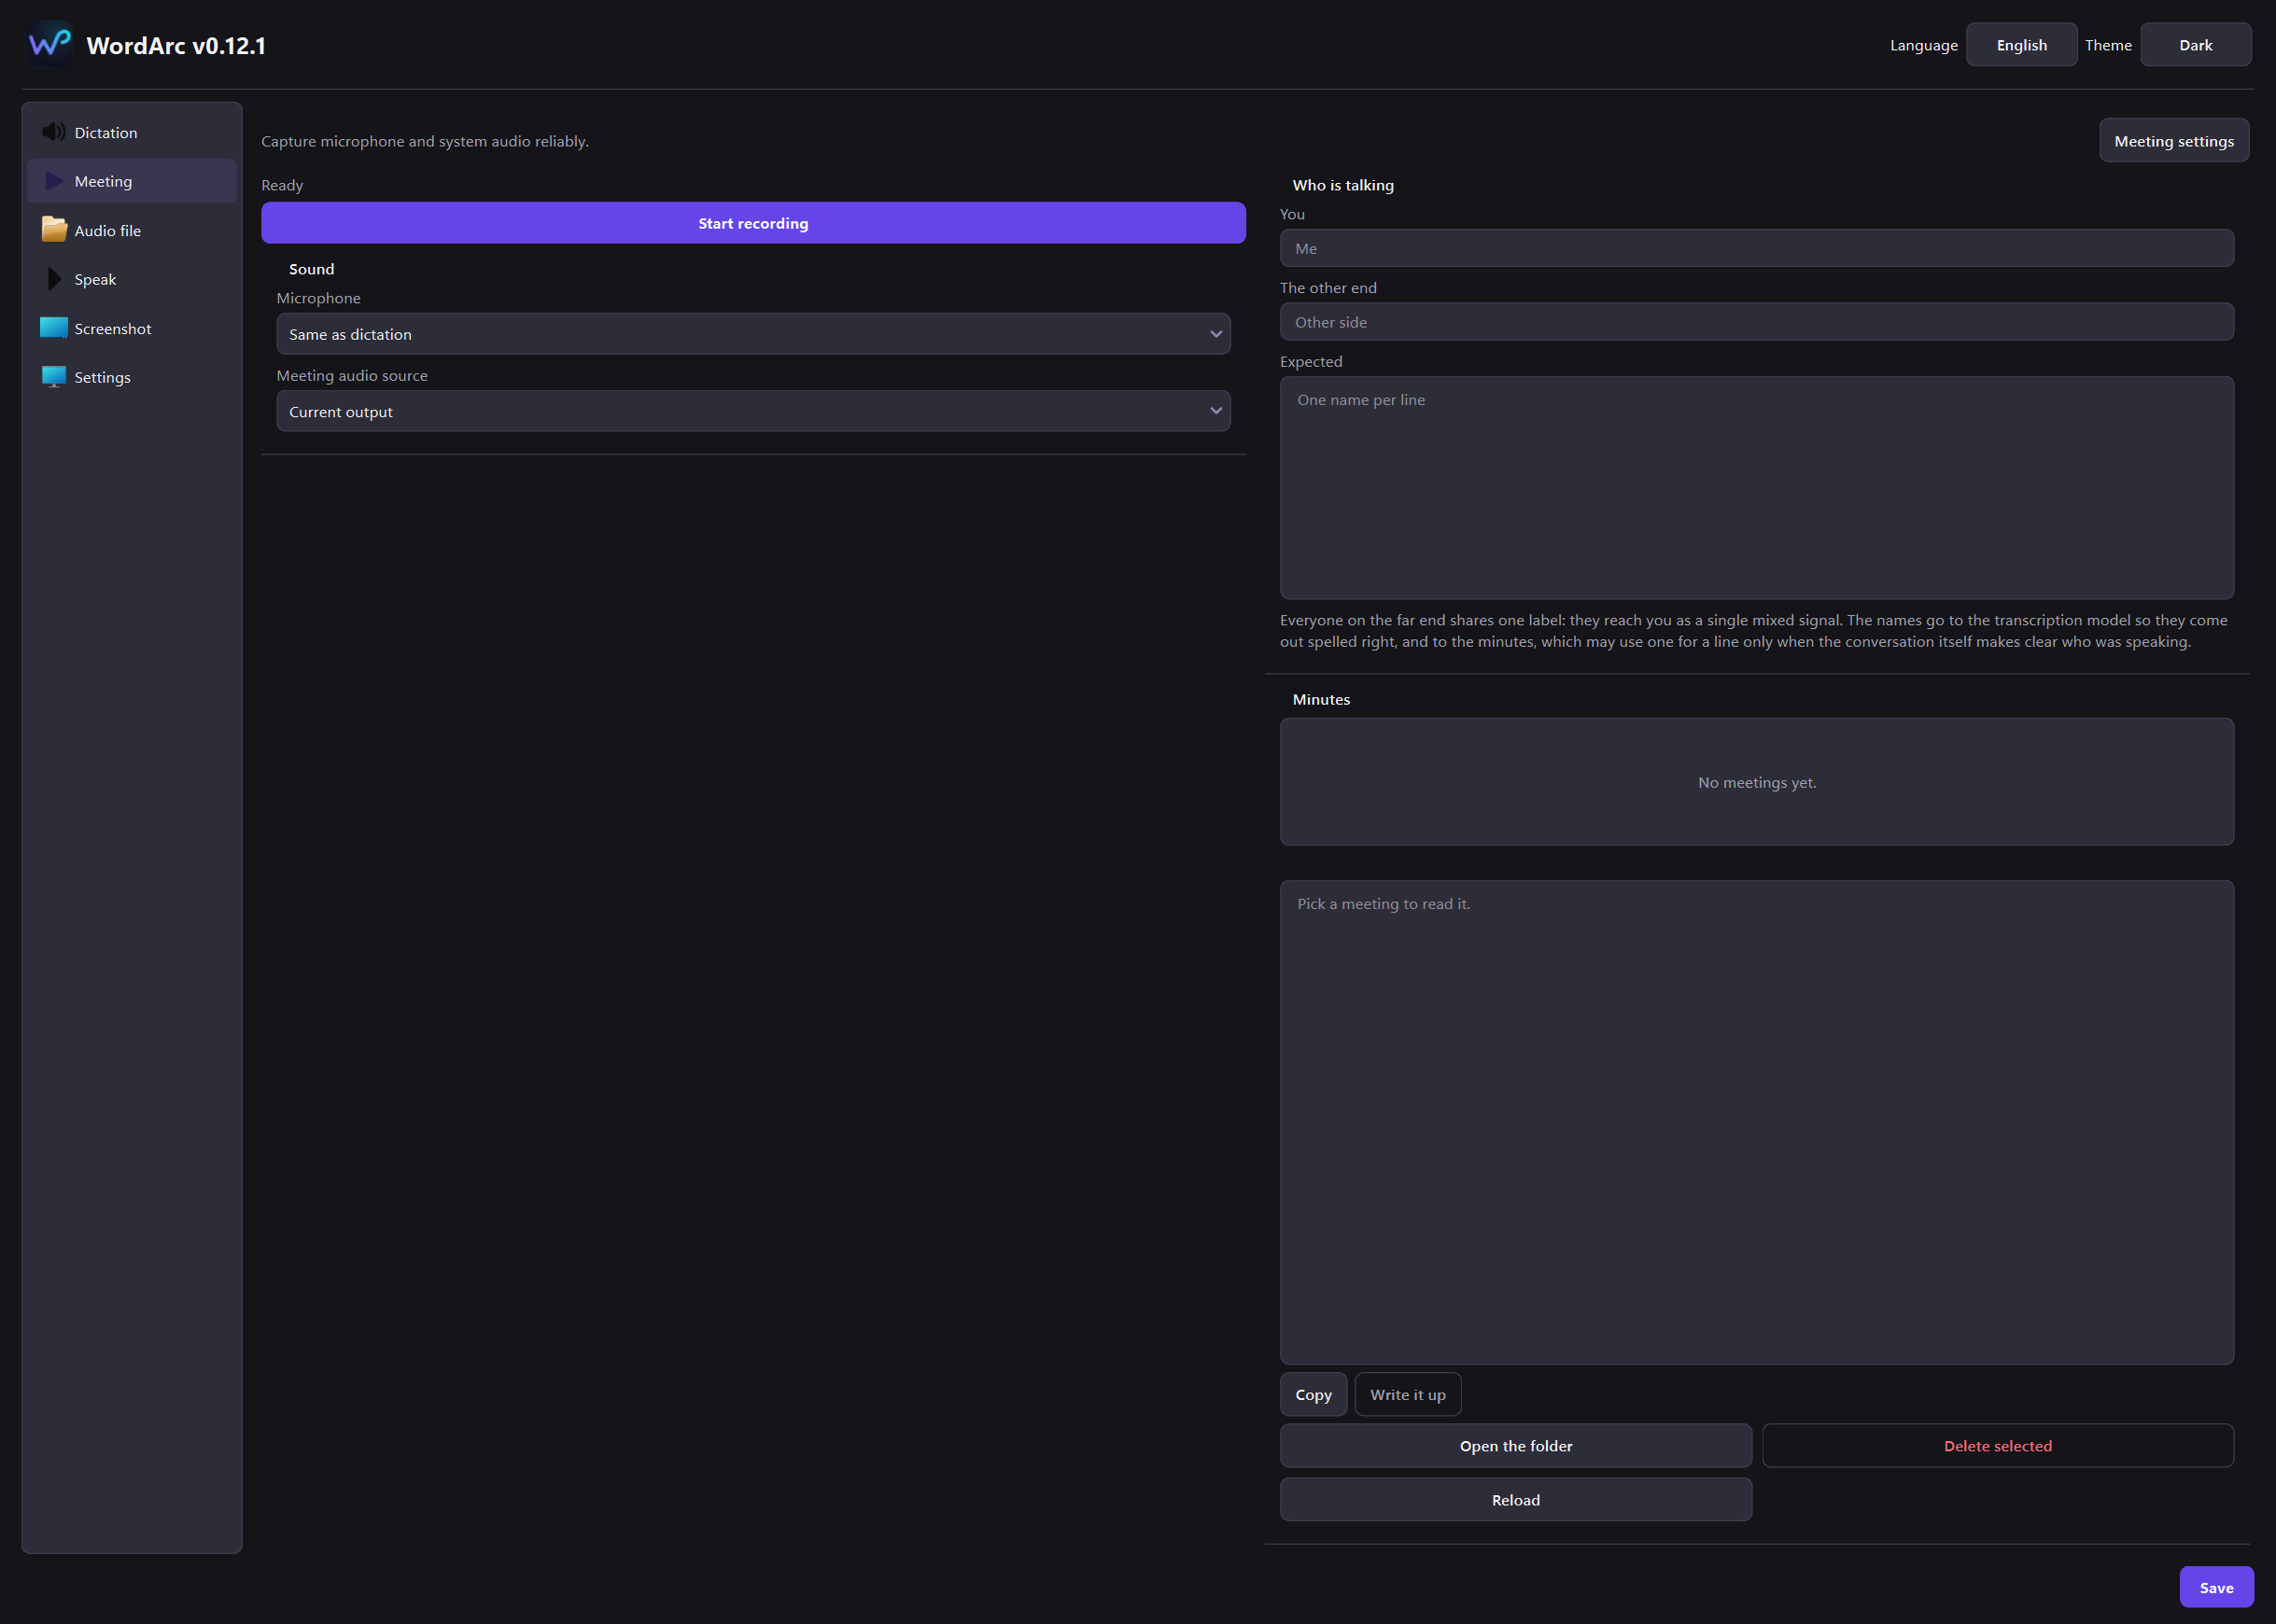 WordArc v0.12.1
Language
English
Theme
Dark
Dictation
Meeting
Audio file
Speak
Screenshot
Settings
Capture microphone and system audio reliably.
Meeting settings
Ready
Start recording
Sound
Microphone
Same as dictation
Meeting audio source
Current output
Who is talking
You
Me
The other end
Other side
Expected
One name per line
Everyone on the far end shares one label: they reach you as a single mixed signal. The names go to the transcription model so they come
out spelled right, and to the minutes, which may use one for a line only when the conversation itself makes clear who was speaking.
Minutes
No meetings yet.
Pick a meeting to read it.
Copy
Write it up
Open the folder
Delete selected
Reload
Save